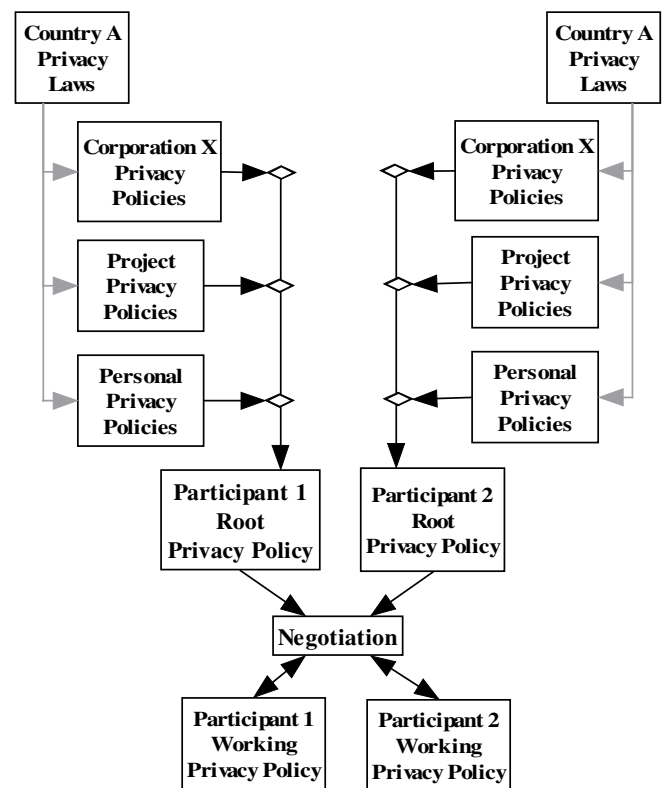 Country A
Privacy
Laws
Country A
Privacy
Laws
Corporation X
Privacy
Policies
Corporation X
Privacy
Policies
Project
Privacy
Policies
Project
Privacy
Policies
Personal
Privacy
Policies
Personal
Privacy
Policies
Participant 1
Root
Privacy Policy
Participant 2
Root
Privacy Policy
Negotiation
Participant 1
Working
Privacy Policy
Participant 2
Working
Privacy Policy